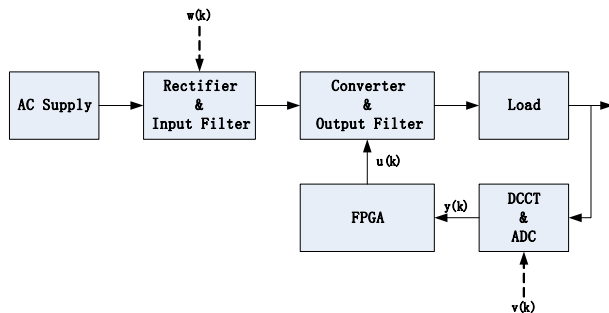 w(k)
AC Supply
Rectifier
&
Input Filter
Converter
&
Output Filter
Load
u(k)
FPGA
y(k)
DCCT
&
ADC
v(k)